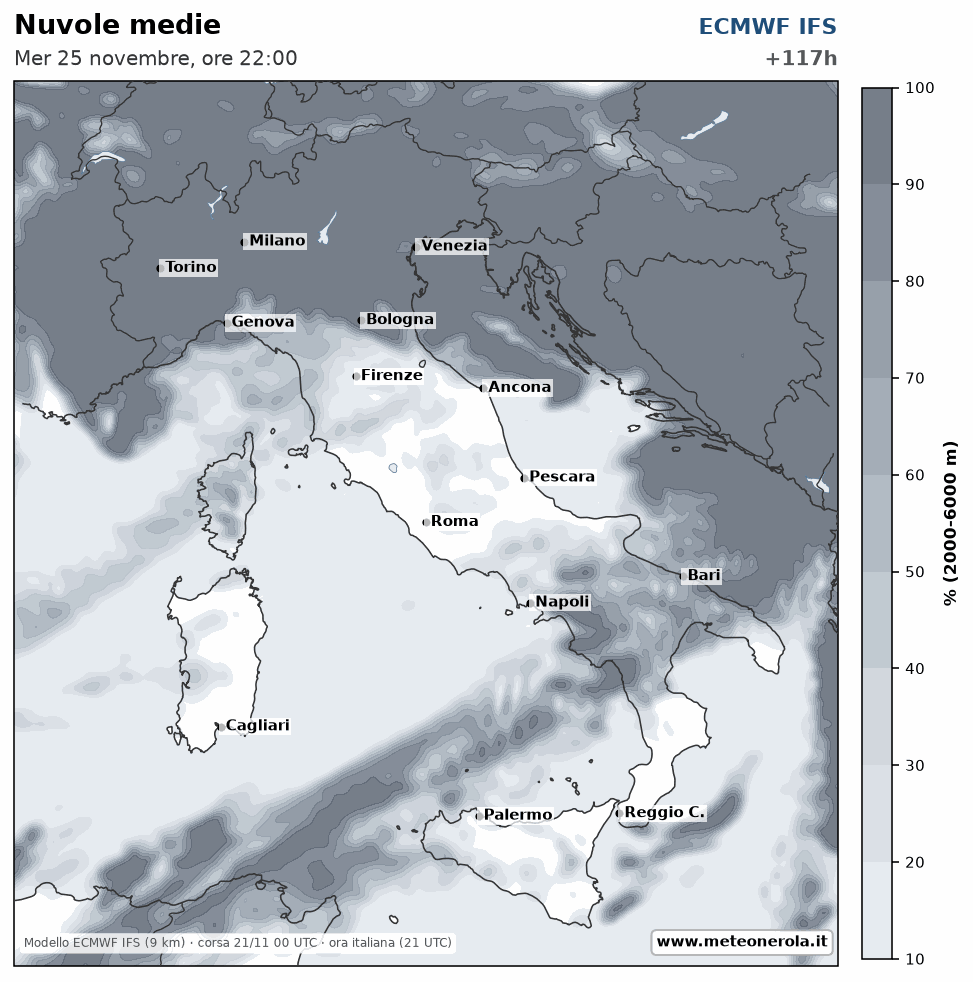 Nuvole medie
ECMWF IFS
Mer 25 novembre, ore 22:00
+117h
Milano
Venezia
Torino
Genova
Bologna
Firenze
Ancona
Pescara
Roma
Bari
Napoli
Cagliari
Palermo
Reggio C.
100
90
80
70
60
50
40
30
20
10
% (2000-6000 m)
Modello ECMWF IFS (9 km) · corsa 21/11 00 UTC · ora italiana (21 UTC)
www.meteonerola.it